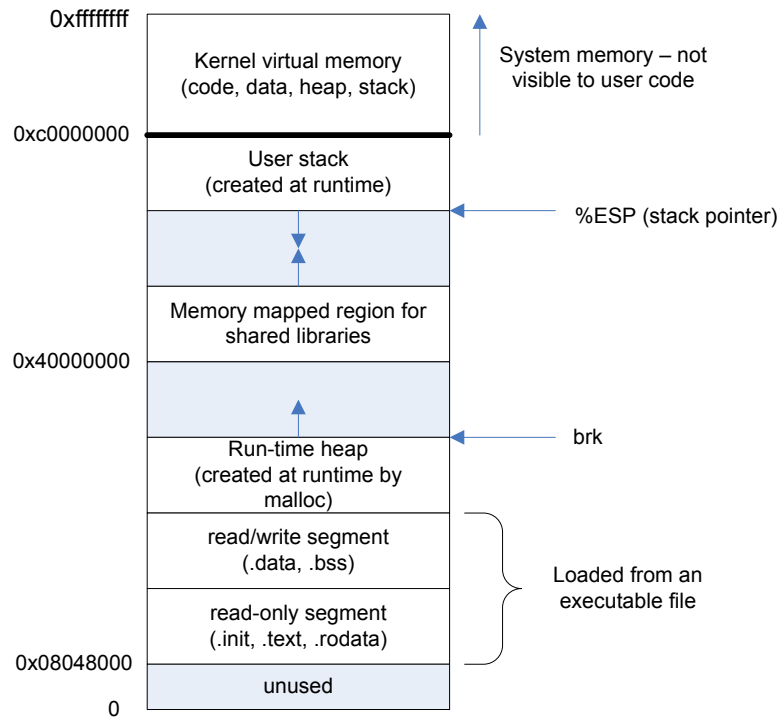 0xffffffff
Kernel virtual memory
(code, data, heap, stack)
System memory – not
visible to user code
0xc0000000
User stack
(created at runtime)
%ESP (stack pointer)
Memory mapped region for
shared libraries
0x40000000
brk
Run-time heap
(created at runtime by
malloc)
read/write segment
(.data, .bss)
Loaded from an
executable file
read-only segment
(.init, .text, .rodata)
0x08048000
unused
0